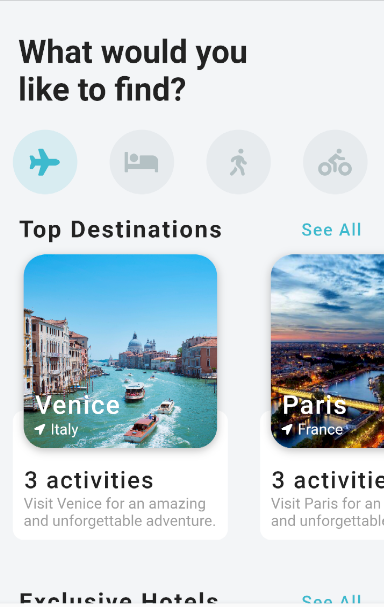 What would you
like to find?
Top Destinations
See All
Venice
Italy
3 activities
Visit Venice for an amazing
and unforgettable adventure.
Paris
France
3 activitie
Visit Paris for an
and unforgettable
Exclusive Hotels
See All